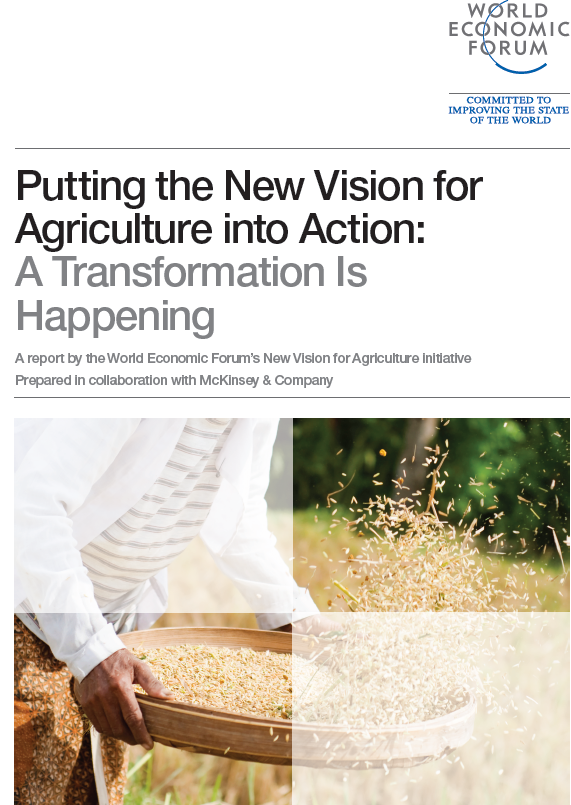 WORLD
ECONOMIC
FORUM
COMMITTED TO
IMPROVING THE STATE
OF THE WORLD
Putting the New Vision for
Agriculture into Action:
A Transformation Is
Happening
A report by the World Economic Forum's New Vision for Agriculture initiative
Prepared in collaboration with McKinsey & Company